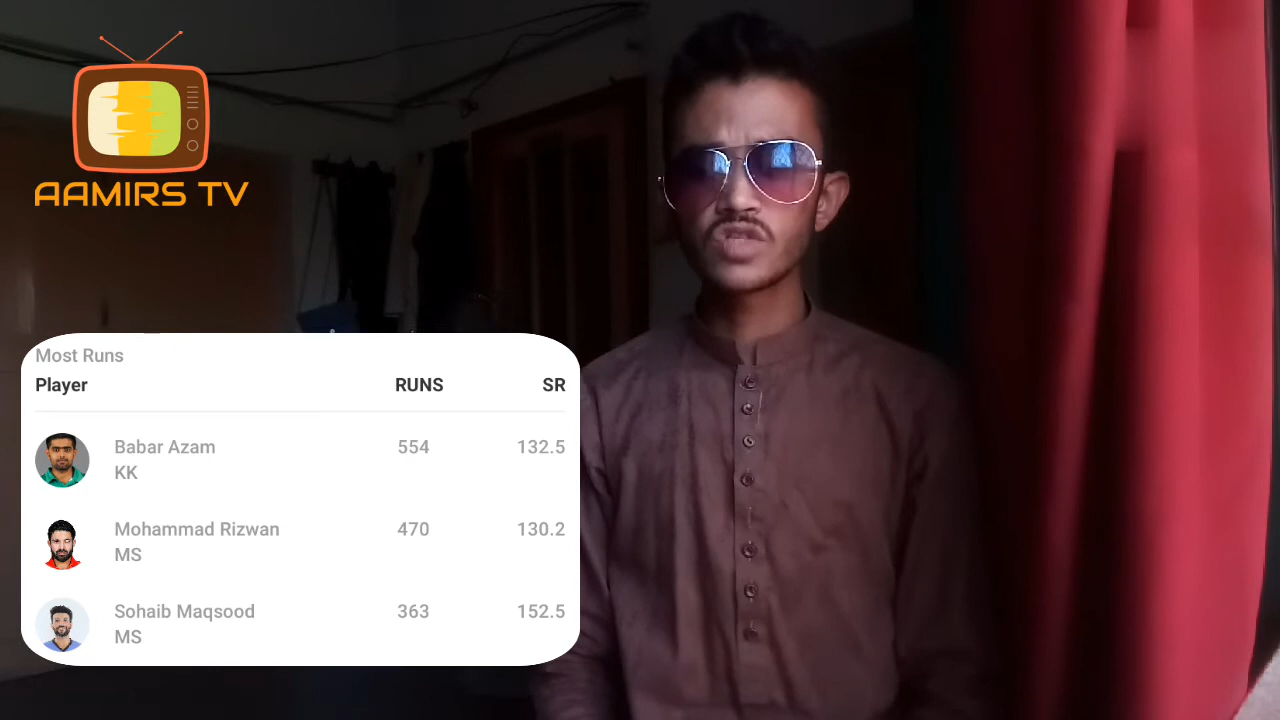 AAMIRS TV
Most Runs
Player RUNS SR
Babar Azam 554 132.5
KK
Mohammad Rizwan 470 130.2
MS
Sohaib Maqsood 363 152.5
MS